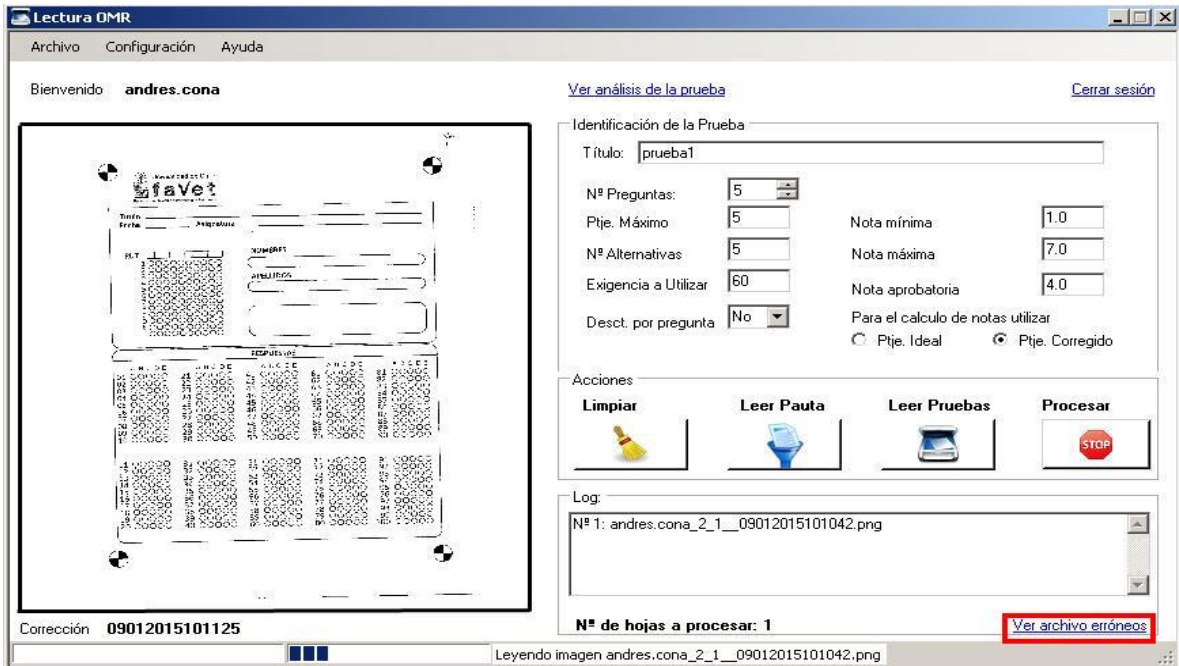 Lectura OMR
Archivo Configuración Ayuda
Bienvenido andres.cona
Ver análisis de la prueba
Cerrar sesión
faVet
NOMBRES
APELLIDOS
Identificación de la Prueba
Título: prueba1
Nº Preguntas: 5
Ptje. Máximo 5
Nº Alternativas 5
Exigencia a Utilizar 60
Desct. por pregunta No
Nota mínima 1.0
Nota máxima 7.0
Nota aprobatoria 4.0
Para el calculo de notas utilizar
Ptje. Ideal Ptje. Corregido
Acciones
Limpiar Leer Pauta Leer Pruebas Procesar
STOP
Log:
Nº 1: andres.cona_2_1__09012015101042.png
Nº de hojas a procesar: 1
Ver archivo erróneos
Corrección 09012015101125
Leyendo imagen andres.cona_2_1__09012015101042.png